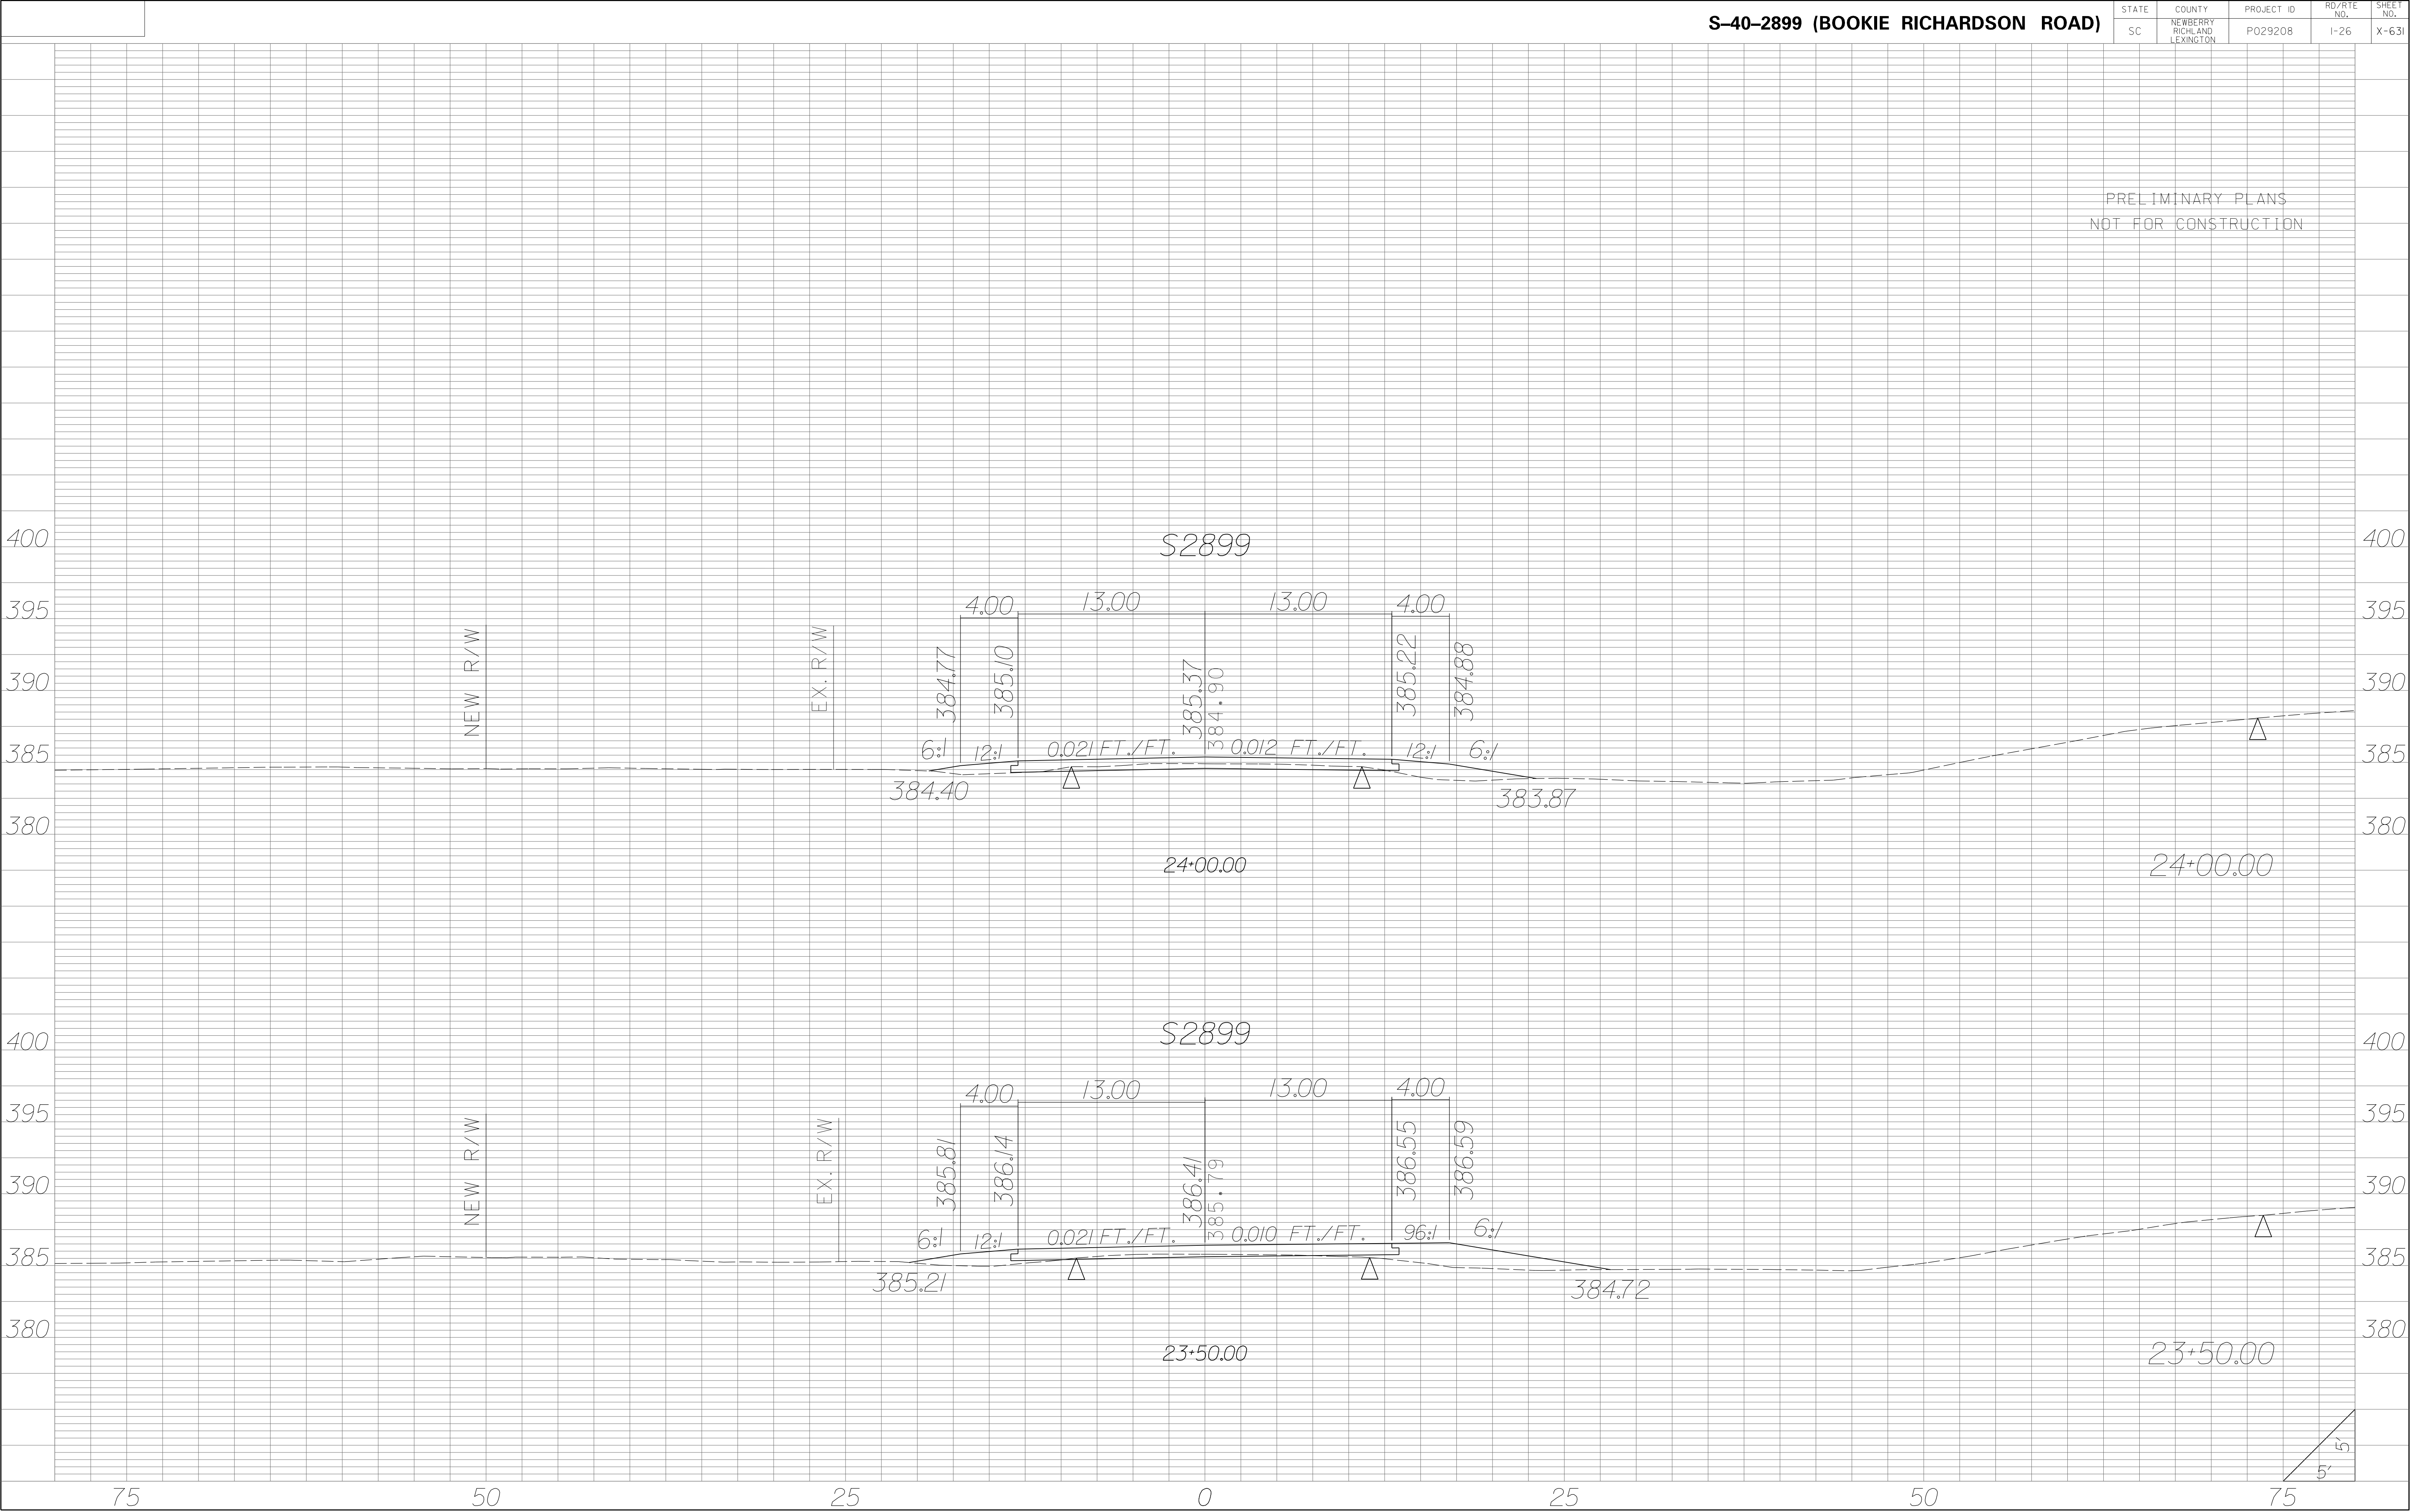 S-40-2899 (BOOKIE RICHARDSON ROAD)
STATE COUNTY PROJECT ID RD/RTE NO. SHEET NO.
SC NEWBERRY RICHLAND LEXINGTON P029208 I-26 X-631
PRELIMINARY PLANS
NOT FOR CONSTRUCTION
400 S2899 400
395 4.00 13.00 13.00 4.00 395
NEW R/W EX. R/W 384.77 385.10 385.37 384.90 385.22 384.88
390 390
385 6:1 12:1 0.021 FT./FT. 0.012 FT./FT. 12:1 6:1 385
384.40 383.87
380 380
24+00.00 24+00.00
400 S2899 400
395 4.00 13.00 13.00 4.00 395
NEW R/W EX. R/W 385.81 386.14 386.41 385.79 386.55 386.59
390 390
385 6:1 12:1 0.021 FT./FT. 0.010 FT./FT. 96:1 6:1 385
385.21 384.72
380 380
23+50.00 23+50.00
5'
5'
75 50 25 0 25 50 75